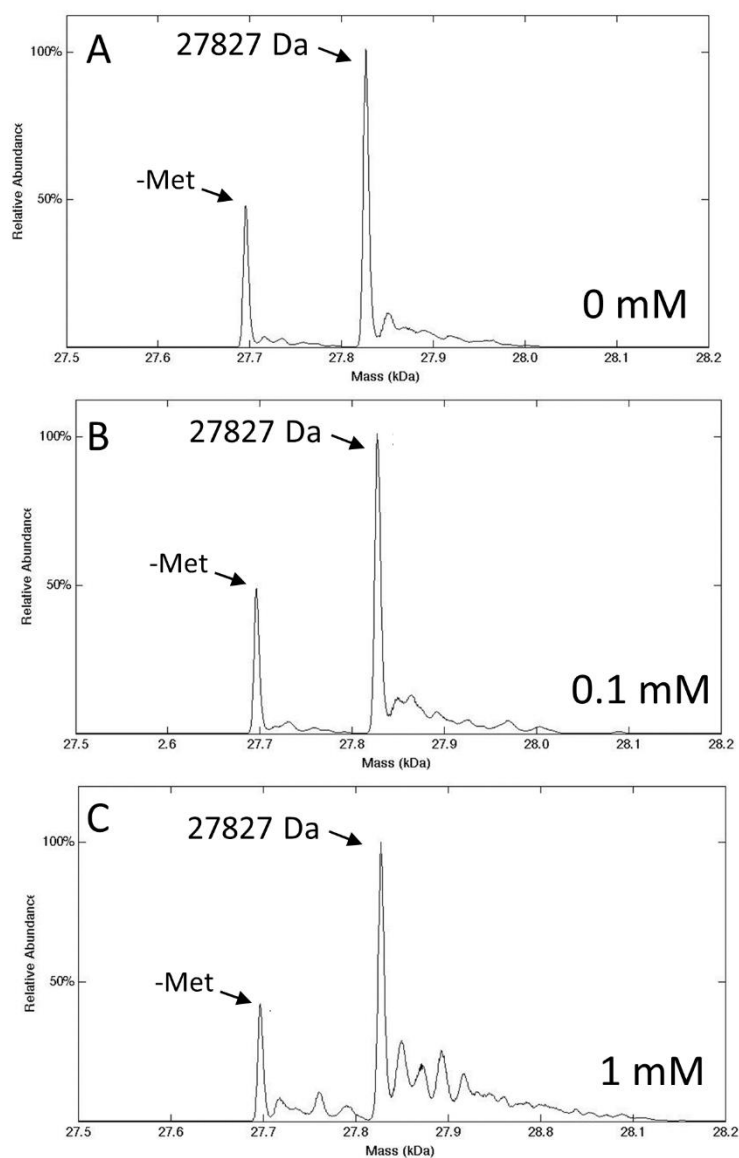 A
27827 Da
100%
-Met
50%
Relative Abundance
0 mM
27.5 27.6 27.7 27.8 27.9 28.0 28.1 28.2
Mass (kDa)
B
27827 Da
100%
-Met
50%
Relative Abundance
0.1 mM
27.5 2.6 27.7 27.8 27.9 28.0 28.1 28.2
Mass (kDa)
C
27827 Da
100%
-Met
50%
Relative Abundance
1 mM
27.5 27.6 27.7 27.8 27.9 28.8 28.1 28.2
Mass (kDa)